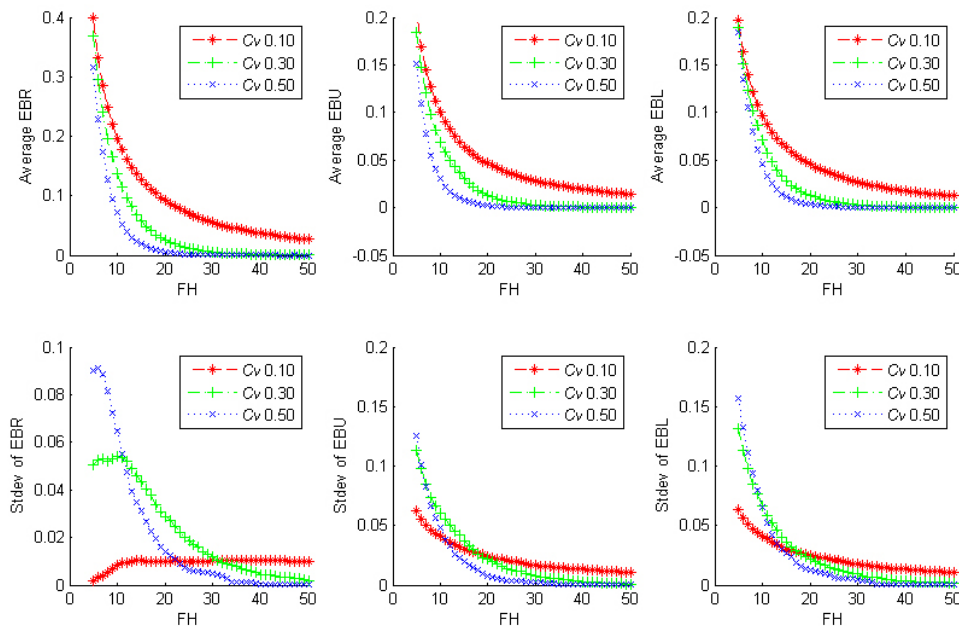 Average EBR
0.4
0.3
0.2
0.1
0
0 10 20 30 40 50
FH
Cv 0.10
Cv 0.30
Cv 0.50
Average EBU
0.2
0.15
0.1
0.05
0
-0.05
0 10 20 30 40 50
FH
Cv 0.10
Cv 0.30
Cv 0.50
Average EBL
0.2
0.15
0.1
0.05
0
-0.05
0 10 20 30 40 50
FH
Cv 0.10
Cv 0.30
Cv 0.50
Stdev of EBR
0.1
0.08
0.06
0.04
0.02
0
0 10 20 30 40 50
FH
Cv 0.10
Cv 0.30
Cv 0.50
Stdev of EBU
0.2
0.15
0.1
0.05
0
0 10 20 30 40 50
FH
Cv 0.10
Cv 0.30
Cv 0.50
Stdev of EBL
0.2
0.15
0.1
0.05
0
0 10 20 30 40 50
FH
Cv 0.10
Cv 0.30
Cv 0.50